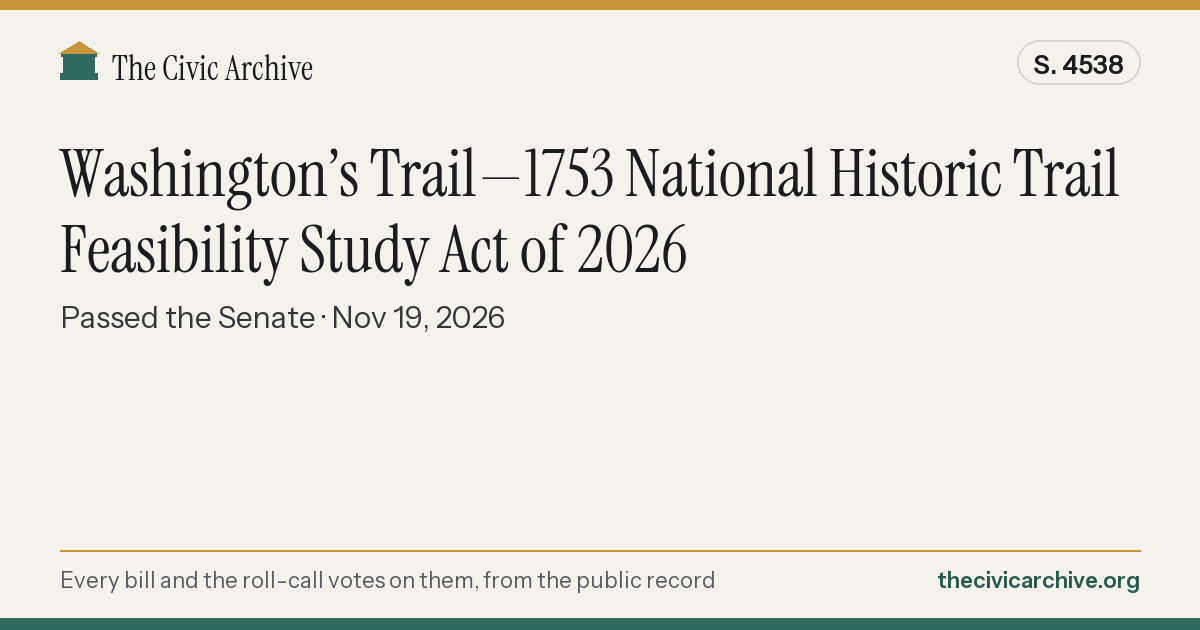 The Civic Archive
S. 4538
Washington’s Trail—1753 National Historic Trail
Feasibility Study Act of 2026
Passed the Senate · Nov 19, 2026
Every bill and the roll-call votes on them, from the public record
thecivicarchive.org